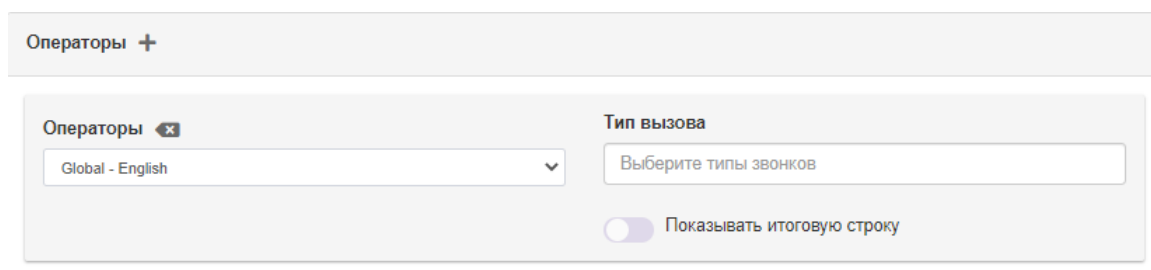 Операторы
Операторы
Тип вызова
Global - English
Выберите типы звонков
Показывать итоговую строку